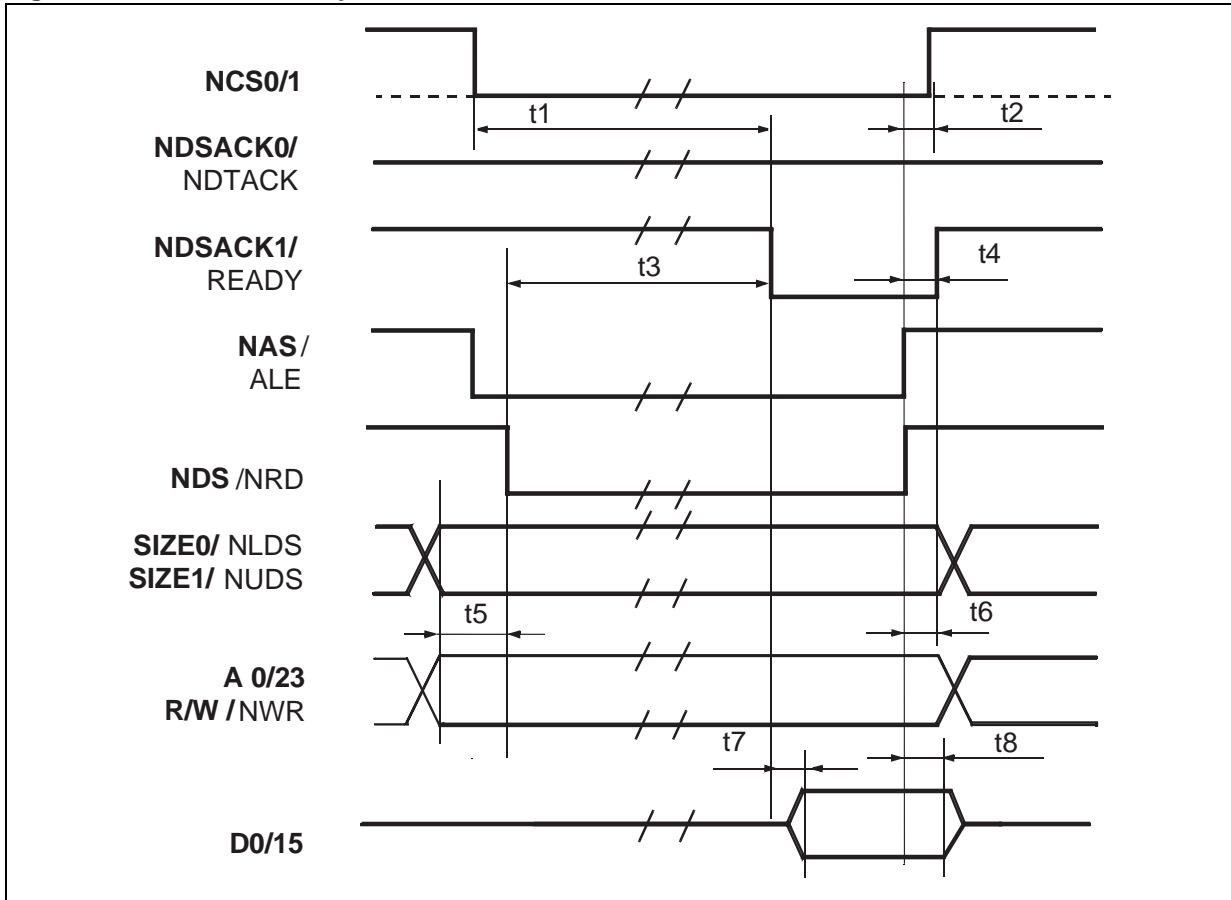 NCS0/1
t1
t2
NDSACK0/
NDTACK
NDSACK1/
READY
t3
t4
NAS/
ALE
NDS /NRD
SIZE0/ NLDS
SIZE1/ NUDS
t5
t6
A 0/23
R/W / NWR
t7
t8
D0/15